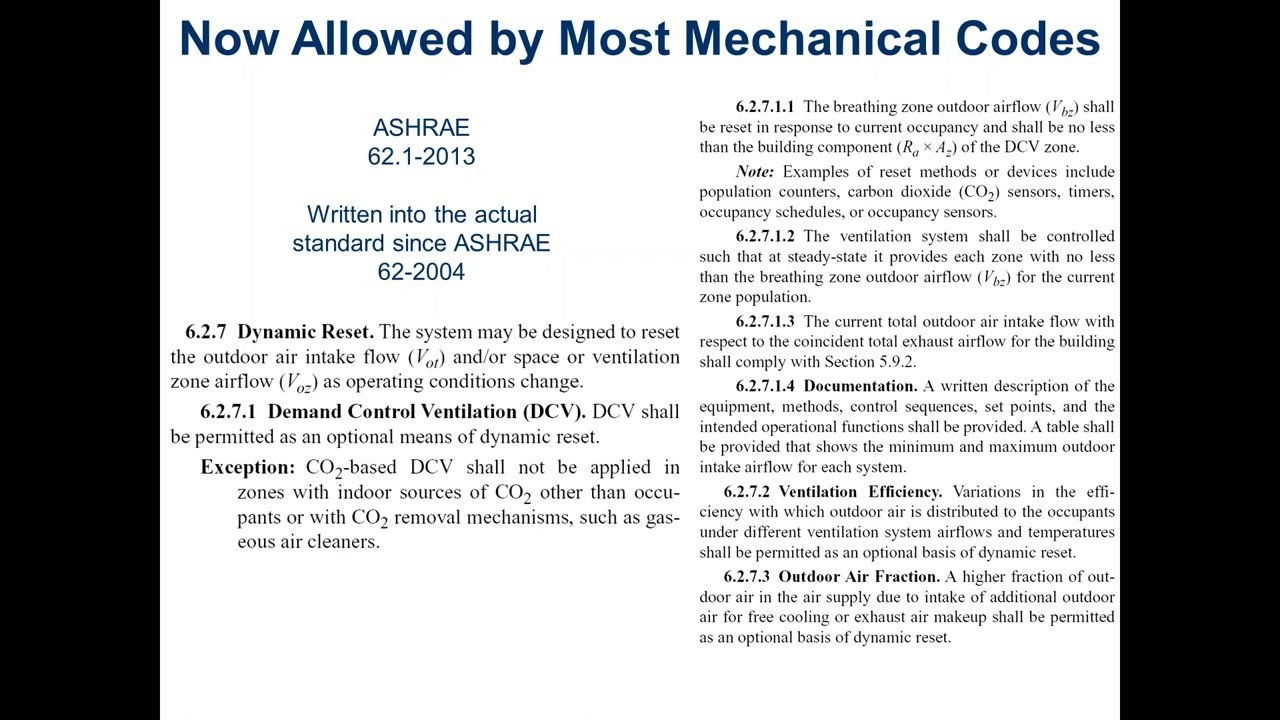 Now Allowed by Most Mechanical Codes
ASHRAE
62.1-2013
Written into the actual
standard since ASHRAE
62-2004
6.2.7 Dynamic Reset. The system may be designed to reset
the outdoor air intake flow (Vot) and/or space or ventilation
zone airflow (Voz) as operating conditions change.
6.2.7.1 Demand Control Ventilation (DCV). DCV shall
be permitted as an optional means of dynamic reset.
Exception: CO2-based DCV shall not be applied in
zones with indoor sources of CO2 other than occu-
pants or with CO2 removal mechanisms, such as gas-
eous air cleaners.
6.2.7.1.1 The breathing zone outdoor airflow (Vbz) shall
be reset in response to current occupancy and shall be no less
than the building component (Ra × Az) of the DCV zone.
Note: Examples of reset methods or devices include
population counters, carbon dioxide (CO2) sensors, timers,
occupancy schedules, or occupancy sensors.
6.2.7.1.2 The ventilation system shall be controlled
such that at steady-state it provides each zone with no less
than the breathing zone outdoor airflow (Vbz) for the current
zone population.
6.2.7.1.3 The current total outdoor air intake flow with
respect to the coincident total exhaust airflow for the building
shall comply with Section 5.9.2.
6.2.7.1.4 Documentation. A written description of the
equipment, methods, control sequences, set points, and the
intended operational functions shall be provided. A table shall
be provided that shows the minimum and maximum outdoor
intake airflow for each system.
6.2.7.2 Ventilation Efficiency. Variations in the effi-
ciency with which outdoor air is distributed to the occupants
under different ventilation system airflows and temperatures
shall be permitted as an optional basis of dynamic reset.
6.2.7.3 Outdoor Air Fraction. A higher fraction of out-
door air in the air supply due to intake of additional outdoor
air for free cooling or exhaust air makeup shall be permitted
as an optional basis of dynamic reset.